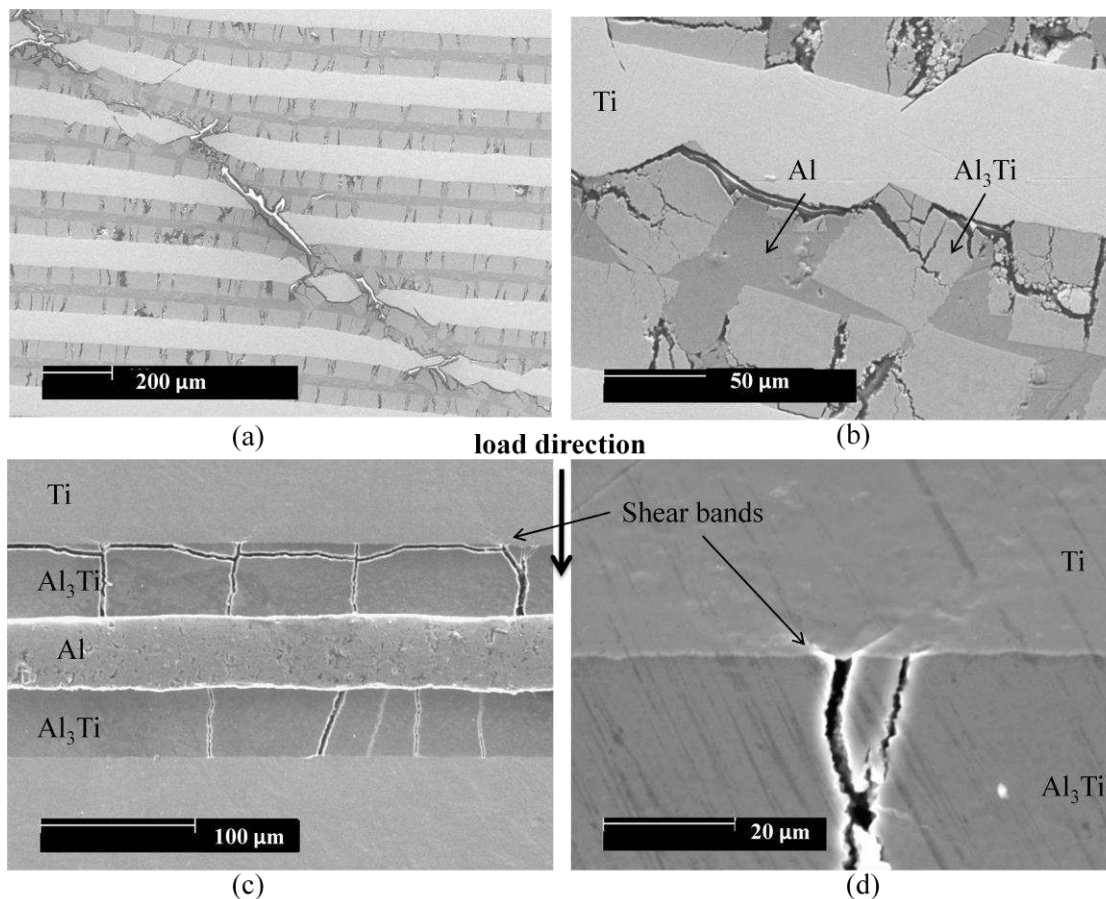 Ti
Al
Al₃Ti
200 μm
50 μm
(a)
(b)
load direction
Ti
Shear bands
Al₃Ti
Al
Al₃Ti
Ti
Al₃Ti
100 μm
20 μm
(c)
(d)